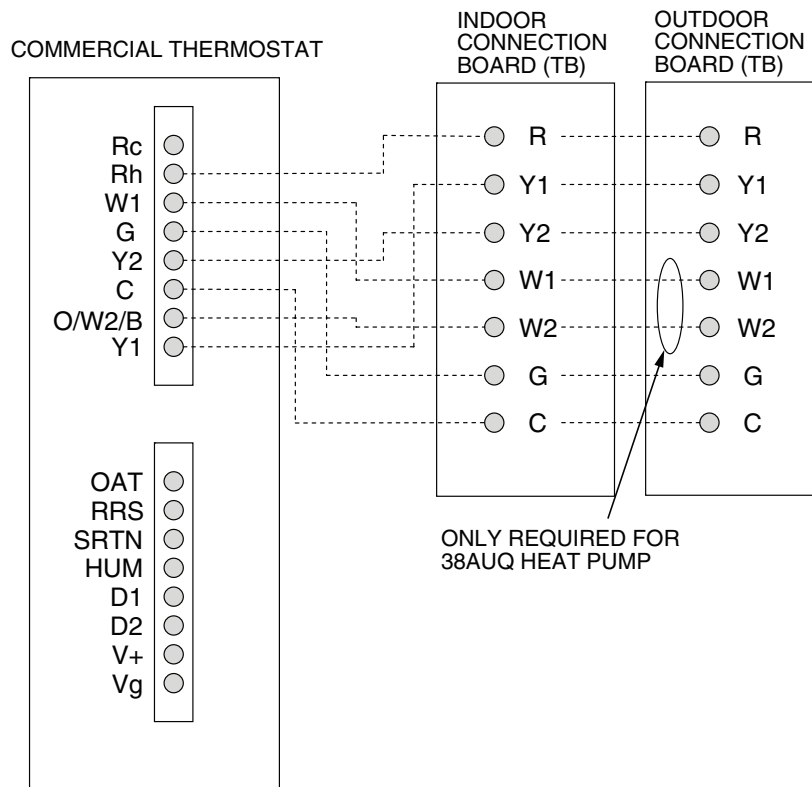 COMMERCIAL THERMOSTAT
Rc
Rh
W1
G
Y2
C
O/W2/B
Y1
OAT
RRS
SRTN
HUM
D1
D2
V+
Vg
INDOOR
CONNECTION
BOARD (TB)
R
Y1
Y2
W1
W2
G
C
OUTDOOR
CONNECTION
BOARD (TB)
R
Y1
Y2
W1
W2
G
C
ONLY REQUIRED FOR
38AUQ HEAT PUMP